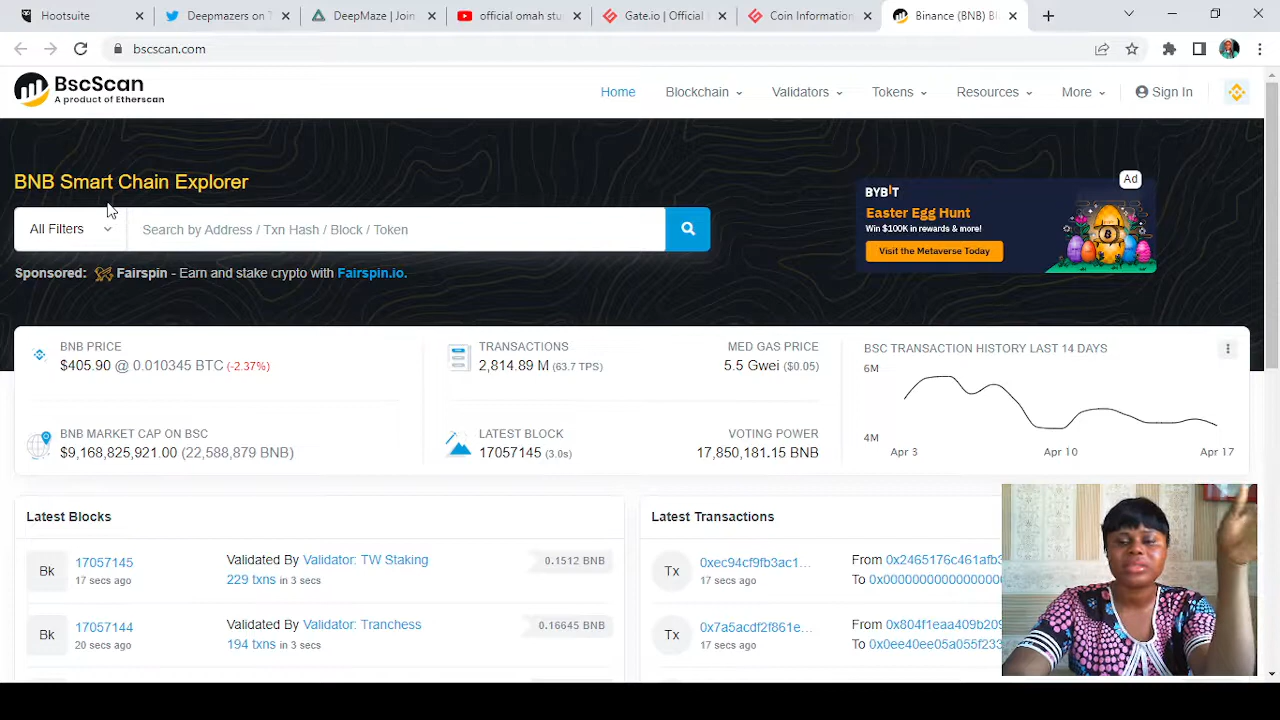 Hootsuite
Deepmazers on T
DeepMaze | Join
official omah stu
Gate.io | Official
Coin Information
Binance (BNB) Bl
bscscan.com
BscScan
A product of Etherscan
Home
Blockchain
Validators
Tokens
Resources
More
Sign In
BNB Smart Chain Explorer
All Filters
Search by Address / Txn Hash / Block / Token
Sponsored: Fairspin - Earn and stake crypto with Fairspin.io.
Ad
BYBIT
Easter Egg Hunt
Win $100K in rewards & more!
Visit the Metaverse Today
BNB PRICE
$405.90 @ 0.010345 BTC (-2.37%)
BNB MARKET CAP ON BSC
$9,168,825,921.00 (22,588,879 BNB)
TRANSACTIONS
2,814.89 M (63.7 TPS)
MED GAS PRICE
5.5 Gwei ($0.05)
LATEST BLOCK
17057145 (3.0s)
VOTING POWER
17,850,181.15 BNB
BSC TRANSACTION HISTORY LAST 14 DAYS
6M
4M
Apr 3
Apr 10
Apr 17
Latest Blocks
Bk
17057145
17 secs ago
Validated By Validator: TW Staking
229 txns in 3 secs
0.1512 BNB
Bk
17057144
20 secs ago
Validated By Validator: Tranchess
194 txns in 3 secs
0.16645 BNB
Latest Transactions
Tx
0xec94cf9fb3ac1...
17 secs ago
From 0x2465176c461afb3
To 0x0000000000000000
Tx
0x7a5acdf2f861e...
17 secs ago
From 0x804f1eaa409b209
To 0x0ee40ee05a055f233